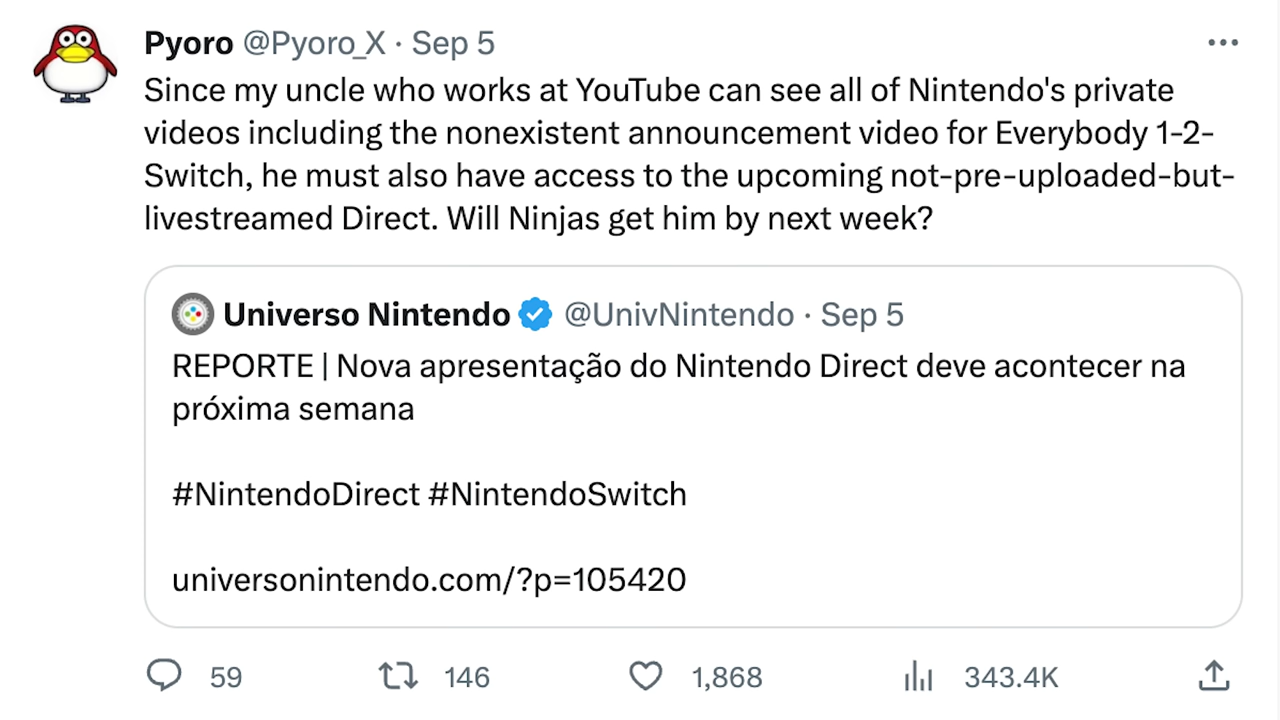 Pyoro @Pyoro_X · Sep 5
Since my uncle who works at YouTube can see all of Nintendo's private
videos including the nonexistent announcement video for Everybody 1-2-
Switch, he must also have access to the upcoming not-pre-uploaded-but-
livestreamed Direct. Will Ninjas get him by next week?
Universo Nintendo @UnivNintendo · Sep 5
REPORTE | Nova apresentação do Nintendo Direct deve acontecer na
próxima semana
#NintendoDirect #NintendoSwitch
universonintendo.com/?p=105420
59 146 1,868 343.4K